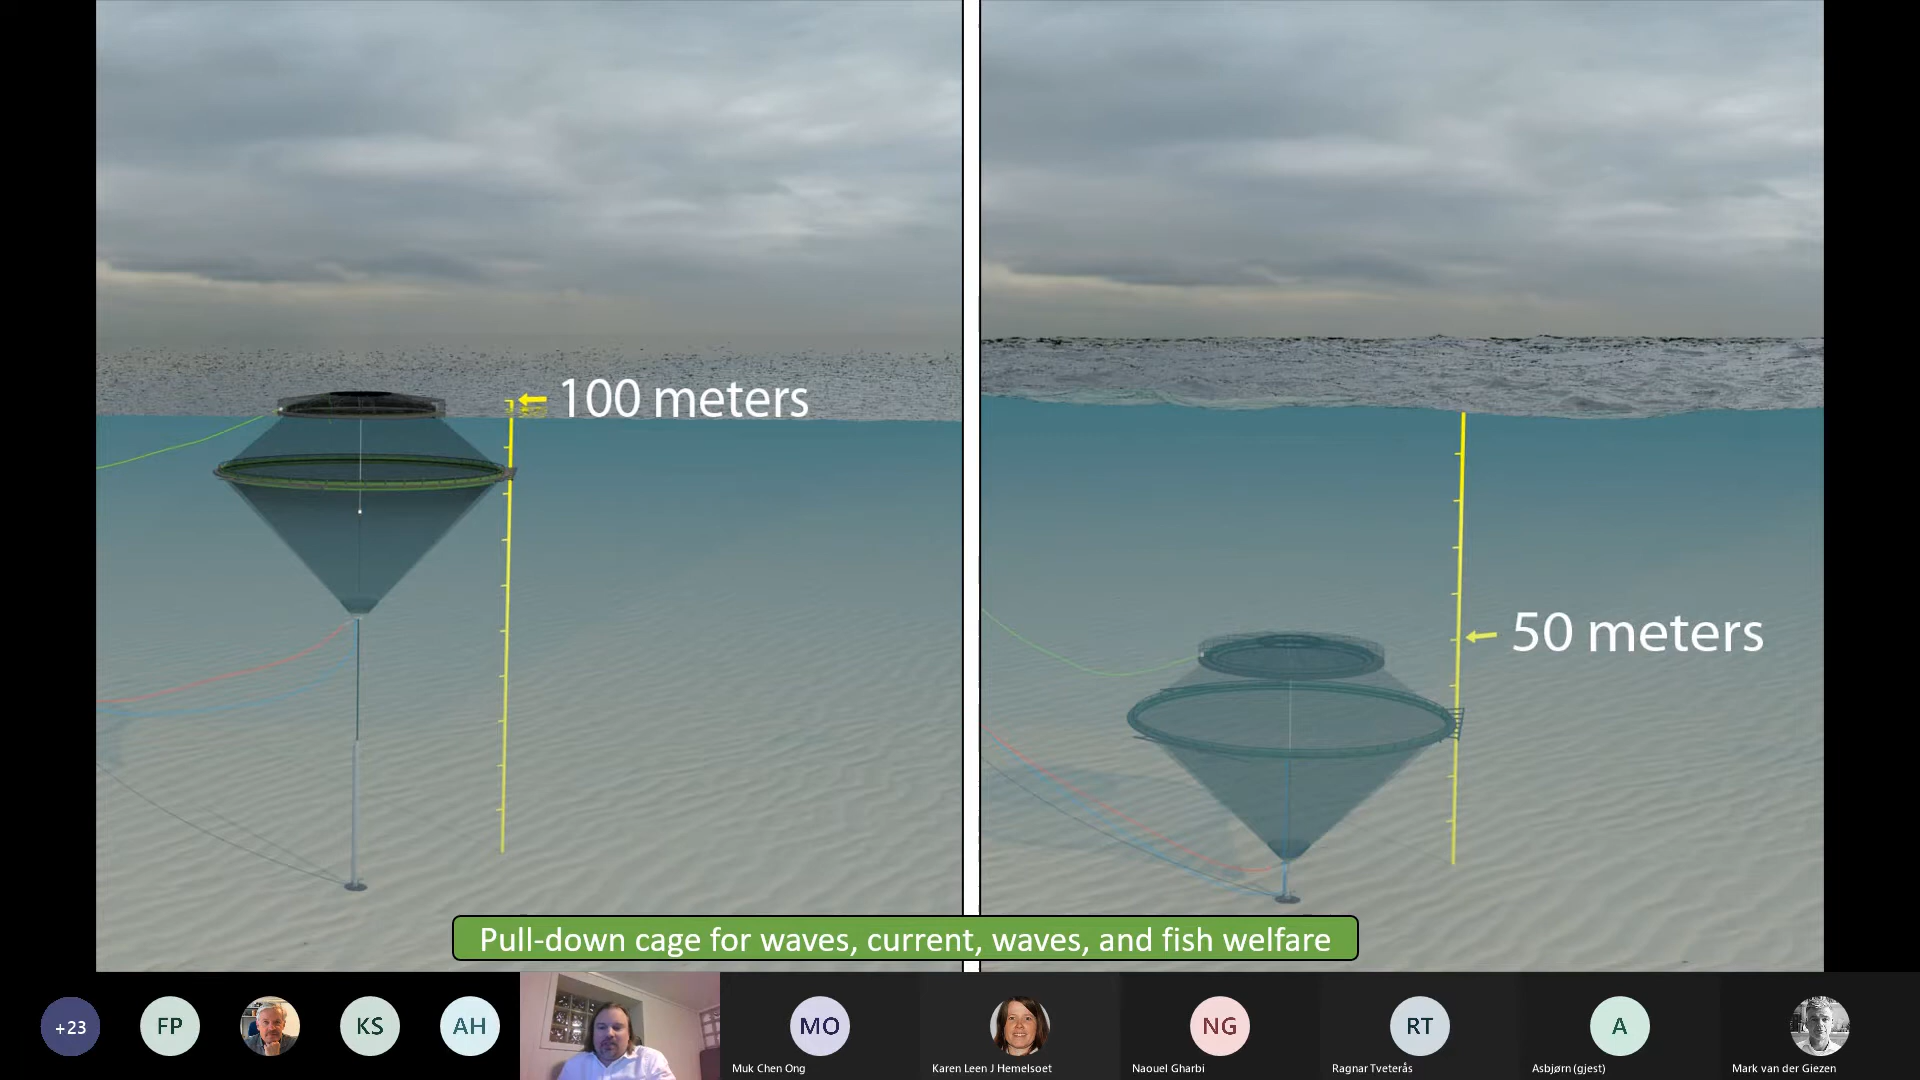 100 meters
50 meters
Pull-down cage for waves, current, waves, and fish welfare
+23
FP
KS
AH
MO
NG
RT
A
Muk Chen Ong
Karen Leen J Hemelsoet
Naouel Gharbi
Ragnar Tveterås
Asbjørn (gjest)
Mark van der Giezen